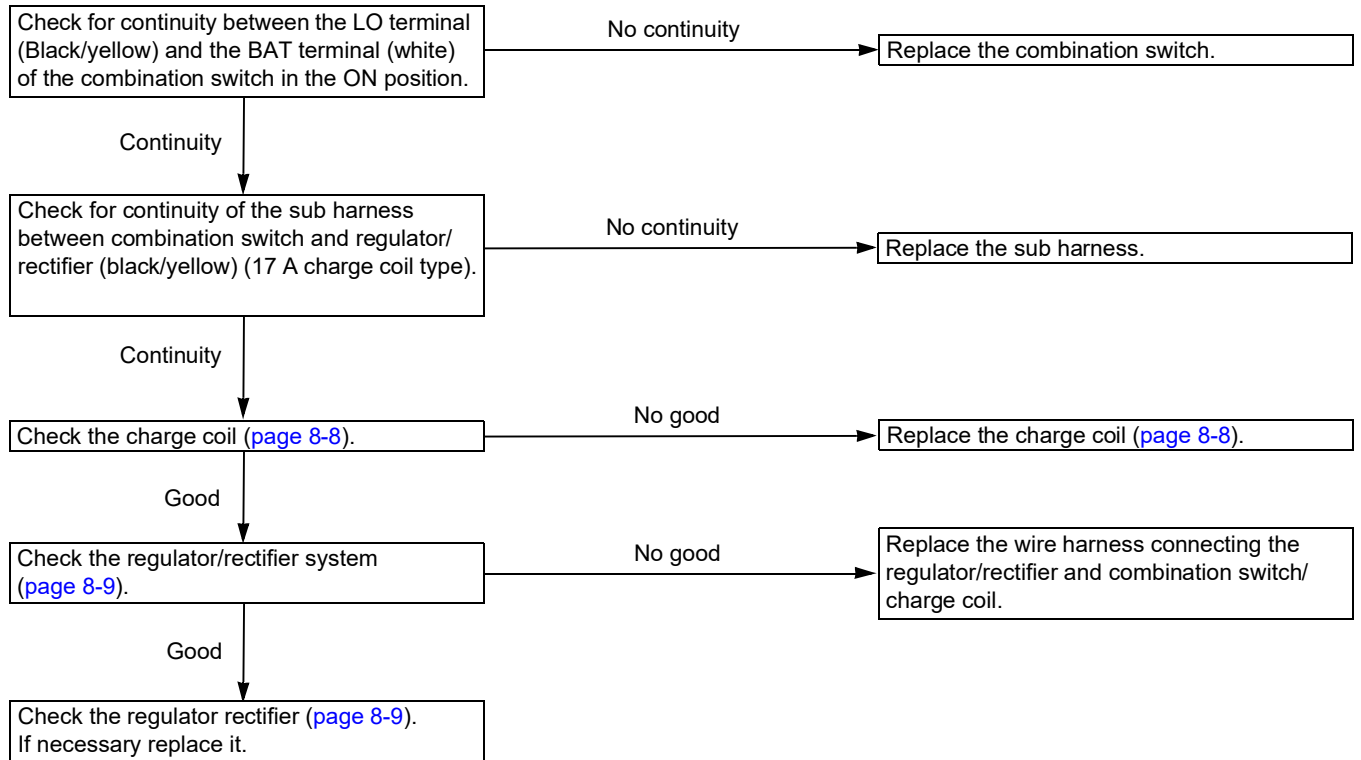 Check for continuity between the LO terminal
(Black/yellow) and the BAT terminal (white)
of the combination switch in the ON position.
No continuity
Replace the combination switch.
Continuity
Check for continuity of the sub harness
between combination switch and regulator/
rectifier (black/yellow) (17 A charge coil type).
No continuity
Replace the sub harness.
Continuity
Check the charge coil (page 8-8).
No good
Replace the charge coil (page 8-8).
Good
Check the regulator/rectifier system
(page 8-9).
No good
Replace the wire harness connecting the
regulator/rectifier and combination switch/
charge coil.
Good
Check the regulator rectifier (page 8-9).
If necessary replace it.